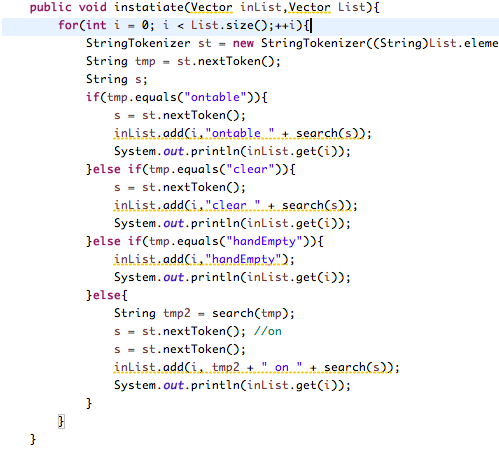 public void instatiate(Vector inList,Vector List){
for(int i = 0; i < List.size();++i){
StringTokenizer st = new StringTokenizer((String)List.eleme
String tmp = st.nextToken();
String s;
if(tmp.equals("ontable")){
s = st.nextToken();
inList.add(i,"ontable " + search(s));
System.out.println(inList.get(i));
}else if(tmp.equals("clear")){
s = st.nextToken();
inList.add(i,"clear " + search(s));
System.out.println(inList.get(i));
}else if(tmp.equals("handEmpty")){
inList.add(i,"handEmpty");
System.out.println(inList.get(i));
}else{
String tmp2 = search(tmp);
s = st.nextToken(); //on
s = st.nextToken();
inList.add(i, tmp2 + " on " + search(s));
System.out.println(inList.get(i));
}
}
}